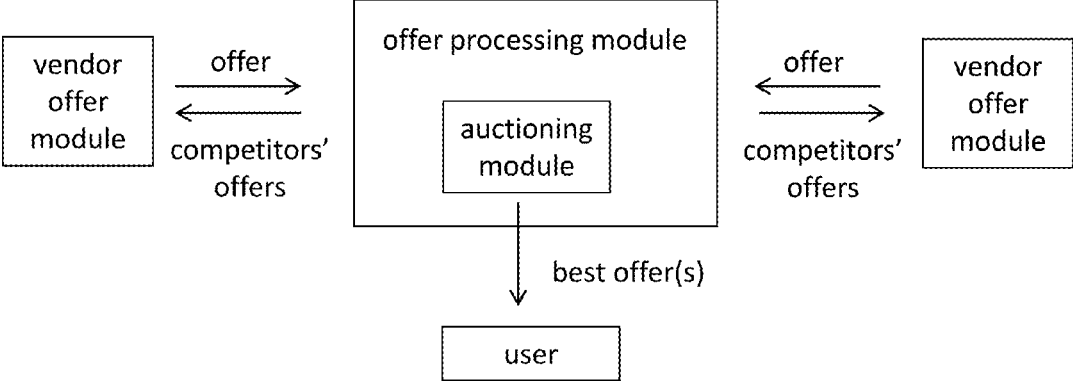 offer processing module
vendor
offer
module
offer
competitors’
offers
auctioning
module
offer
competitors’
offers
vendor
offer
module
best offer(s)
user